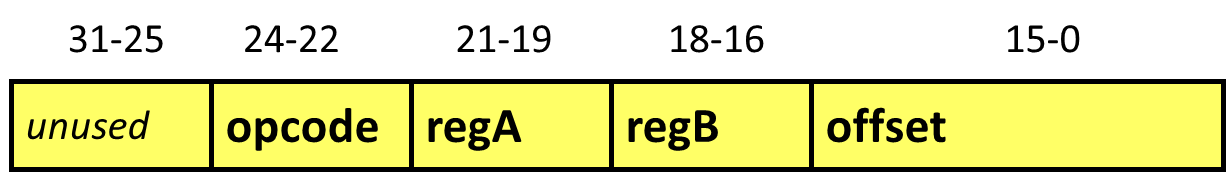 31-25 24-22 21-19 18-16 15-0
unused opcode regA regB offset